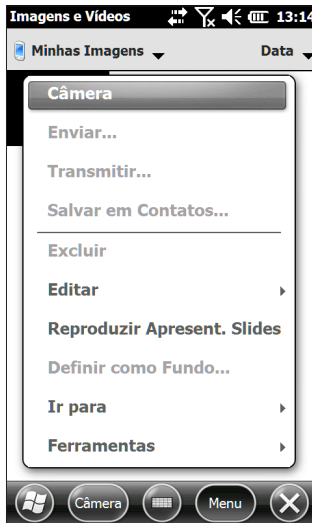 Imagens e Vídeos 13:14
Minhas Imagens Data
Câmera
Enviar...
Transmitir...
Salvar em Contatos...
Excluir
Editar
Reproduzir Apresent. Slides
Definir como Fundo...
Ir para
Ferramentas
Câmera Menu